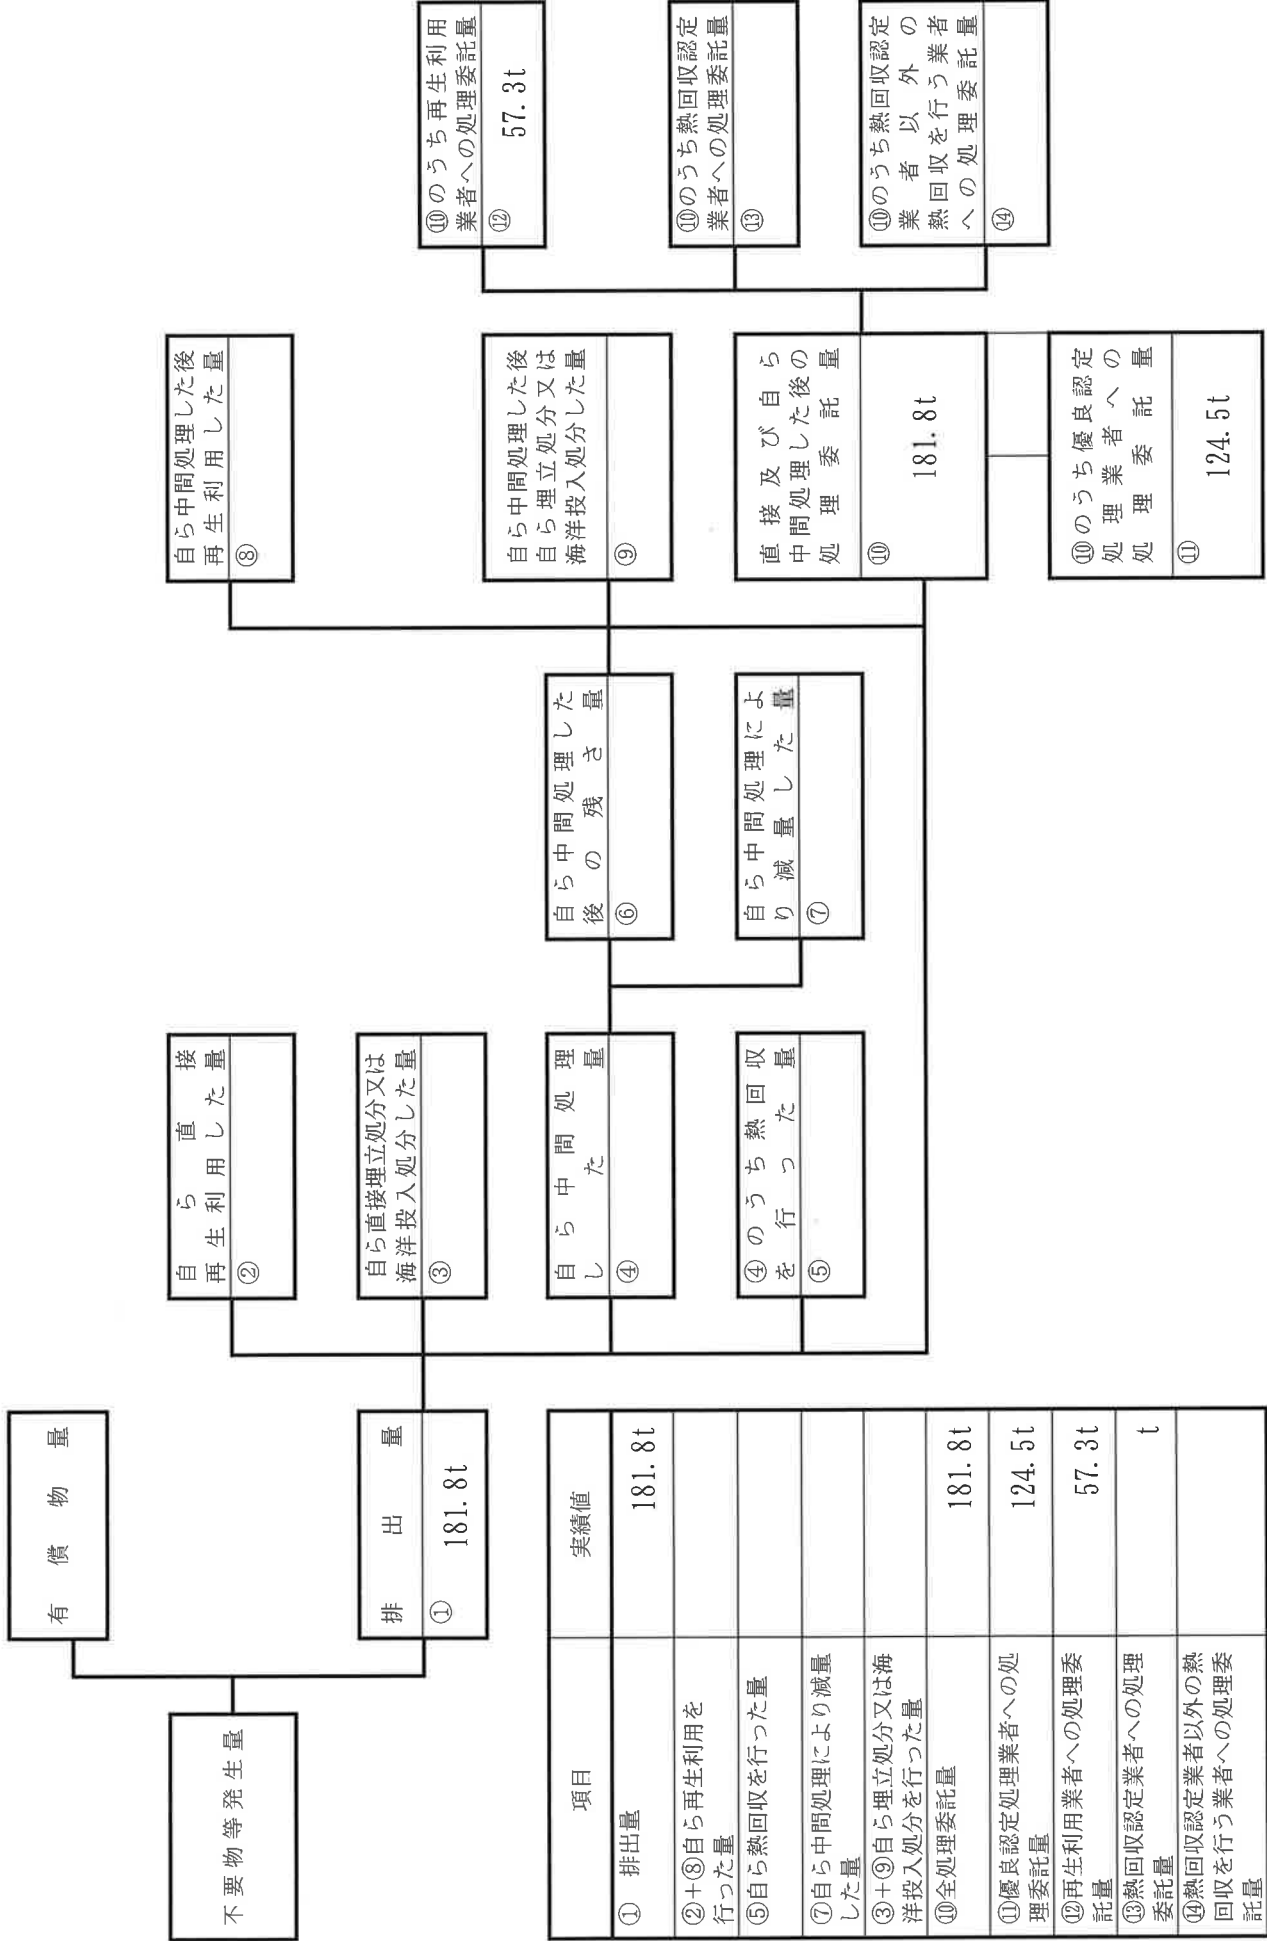 有償物量
不要物等発生量
排出量
① 181.8t
自ら直接
再生利用した量
②
自ら直接埋立処分又は
海洋投入処分した量
③
自ら中間処理
した量
④
④のうち熱回収
を行った量
⑤
自ら中間処理した
後の残さ量
⑥
自ら中間処理によ
り減量した量
⑦
自ら中間処理した後
再生利用した量
⑧
自ら中間処理した後
自ら埋立処分又は
海洋投入処分した量
⑨
直接及び自ら
中間処理した後の
処理委託量
⑩
181.8t
⑩のうち優良認定
処理業者への
処理委託量
⑪
124.5t
⑩のうち再生利用
業者への処理委託量
⑫
57.3t
⑩のうち熱回収認定
業者への処理委託量
⑬
⑩のうち熱回収認定
業者以外の
熱回収を行う業者
への処理委託量
⑭
項目 実績値
① 排出量 181.8t
②+⑧自ら再生利用を
行った量
⑤自ら熱回収を行った量
⑦自ら中間処理により減量
した量
③+⑨自ら埋立処分又は海
洋投入処分を行った量
⑩全処理委託量 181.8t
⑪優良認定処理業者への処
理委託量 124.5t
⑫再生利用業者への処理委
託量 57.3t
⑬熱回収認定業者への処理
委託量 t
⑭熱回収認定業者以外の熱
回収を行う業者への処理委
託量